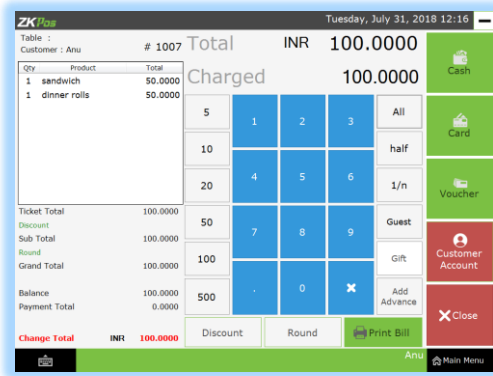 ZKPos
Tuesday, July 31, 2018 12:16
Table :
Customer : Anu
# 1007
Total INR 100.0000
Charged 100.0000
Qty Product Total
1 sandwich 50.0000
1 dinner rolls 50.0000
Ticket Total 100.0000
Discount
Sub Total 100.0000
Round
Grand Total 100.0000
Balance 100.0000
Payment Total 0.0000
Change Total INR 100.0000
5 1 2 3 All
10 half
20 4 5 6 1/n
50 7 8 9 Guest
100 Gift
500 . 0 Add Advance
Discount Round Print Bill
Cash
Card
Voucher
Customer
Account
Close
Anu
Main Menu